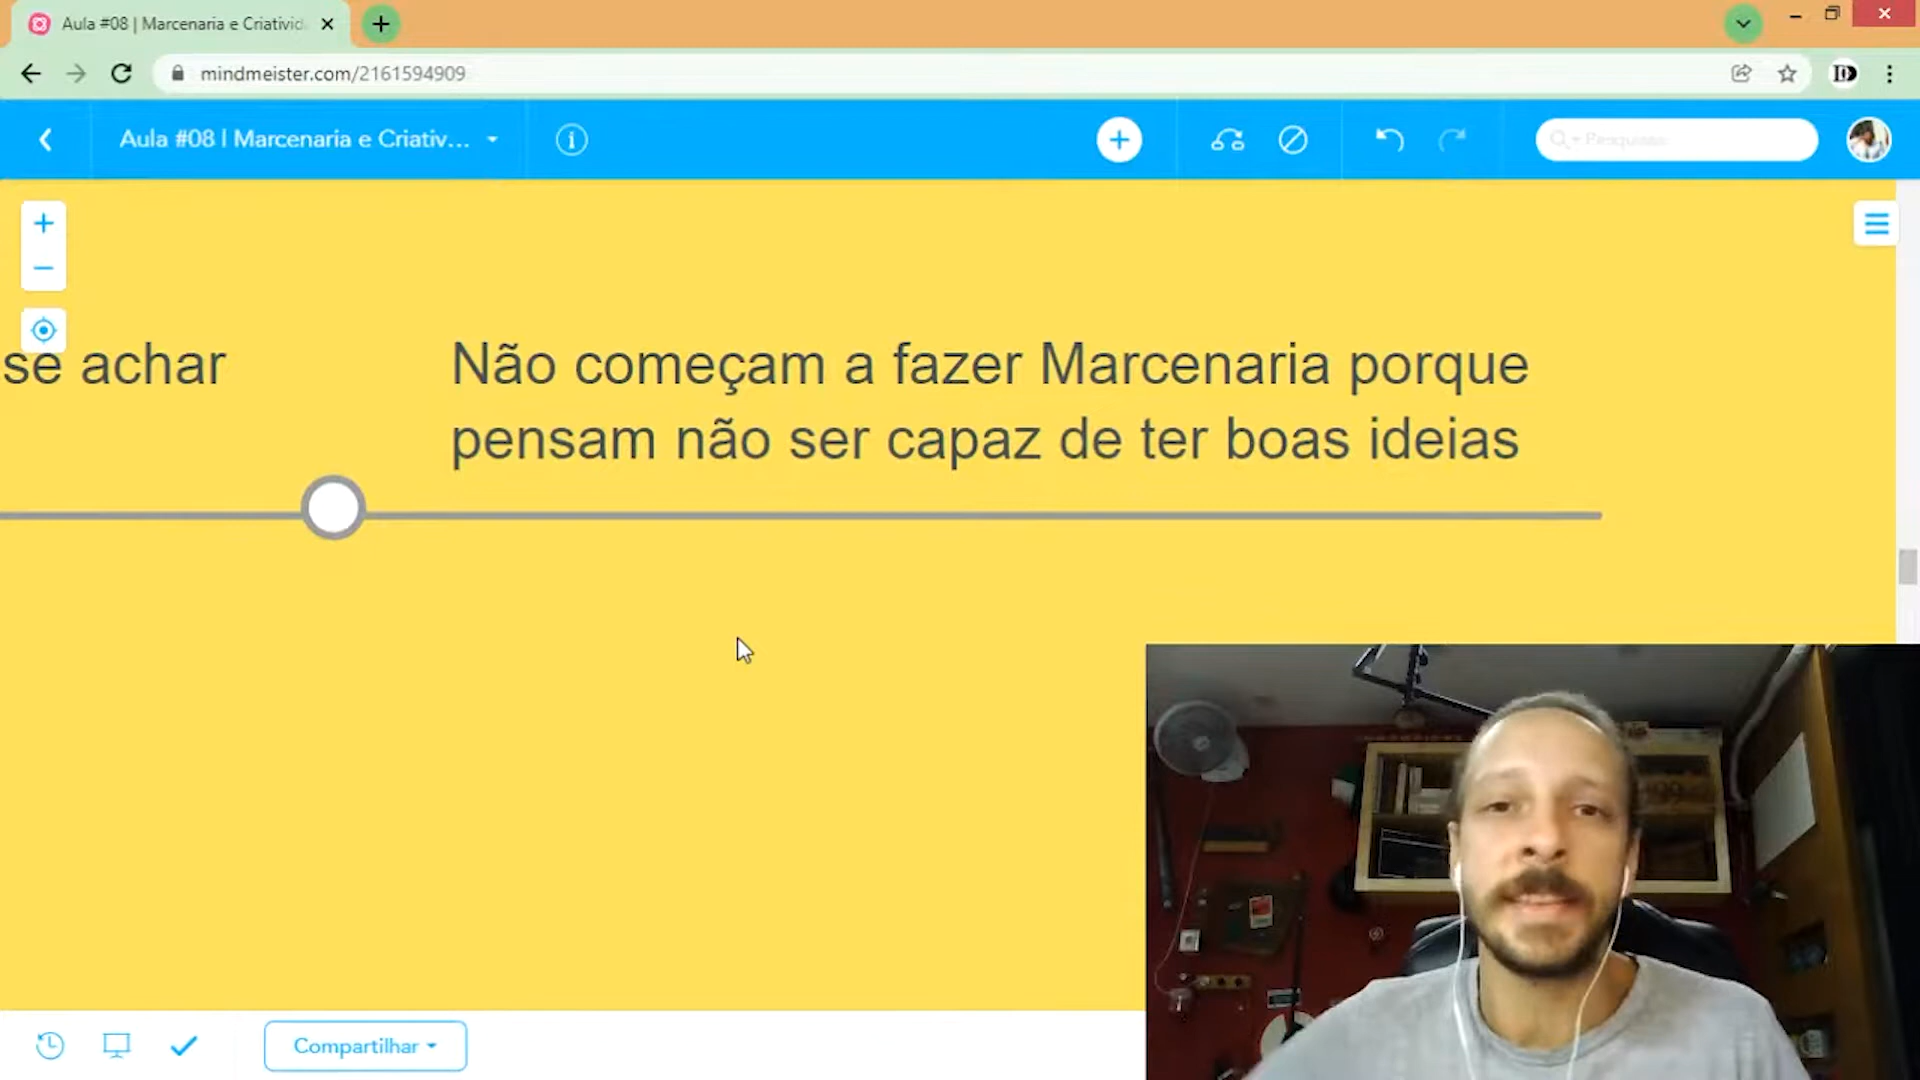 Aula #08 | Marcenaria e Criativid
mindmeister.com/2161594909
Aula #08 | Marcenaria e Criativ...
Pesquisar
se achar
Não começam a fazer Marcenaria porque
pensam não ser capaz de ter boas ideias
Compartilhar